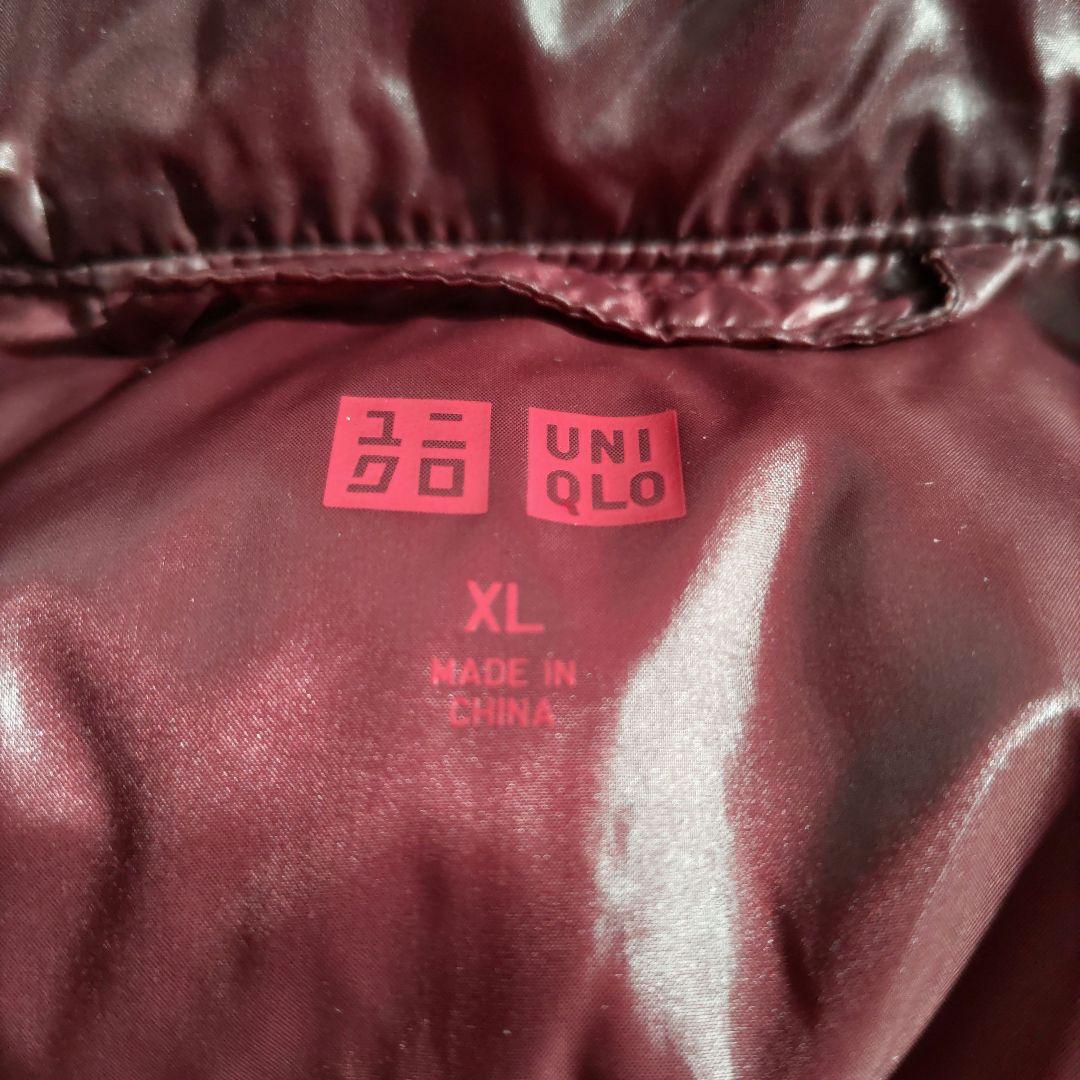 ユニ
クロ
UNI
QLO
XL
MADE IN
CHINA